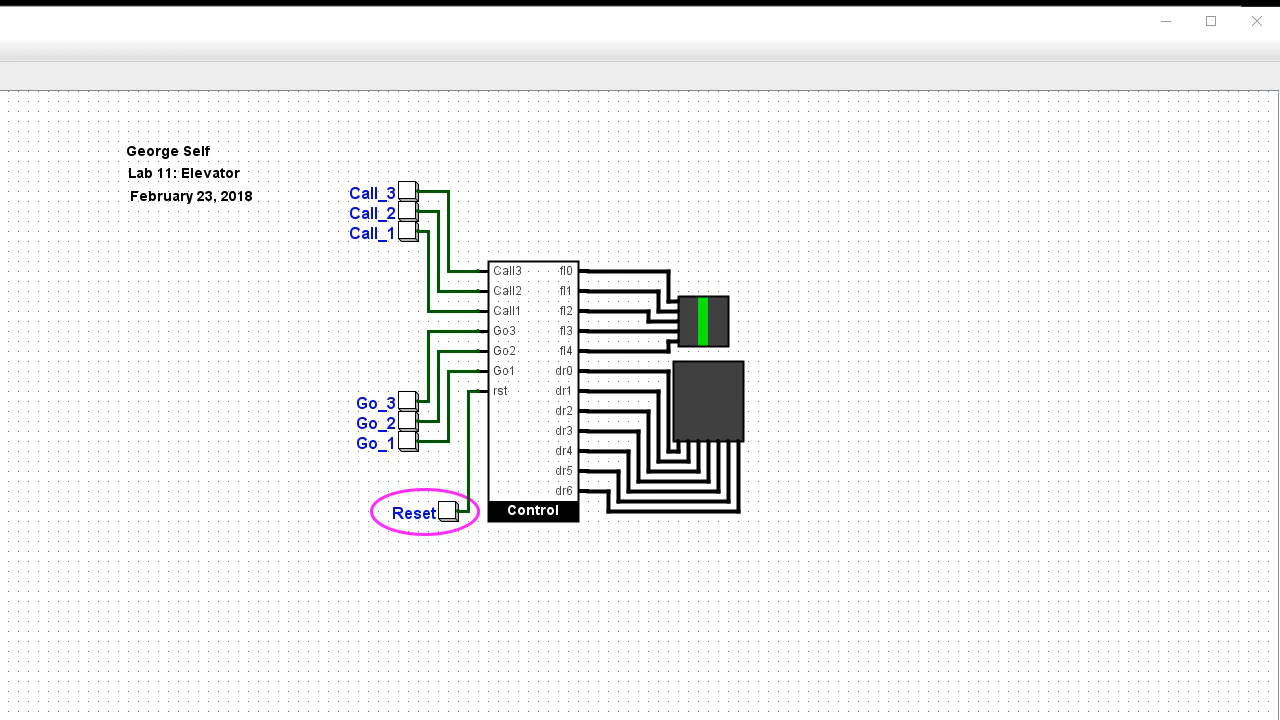 George Self
Lab 11: Elevator
February 23, 2018
Call_3
Call_2
Call_1
Call3 fl0
Call2 fl1
Call1 fl2
Go3 fl3
Go2 fl4
Go1 dr0
rst dr1
dr2
Go_3
dr3
Go_2
Go_1
dr4
dr5
dr6
Control
Reset